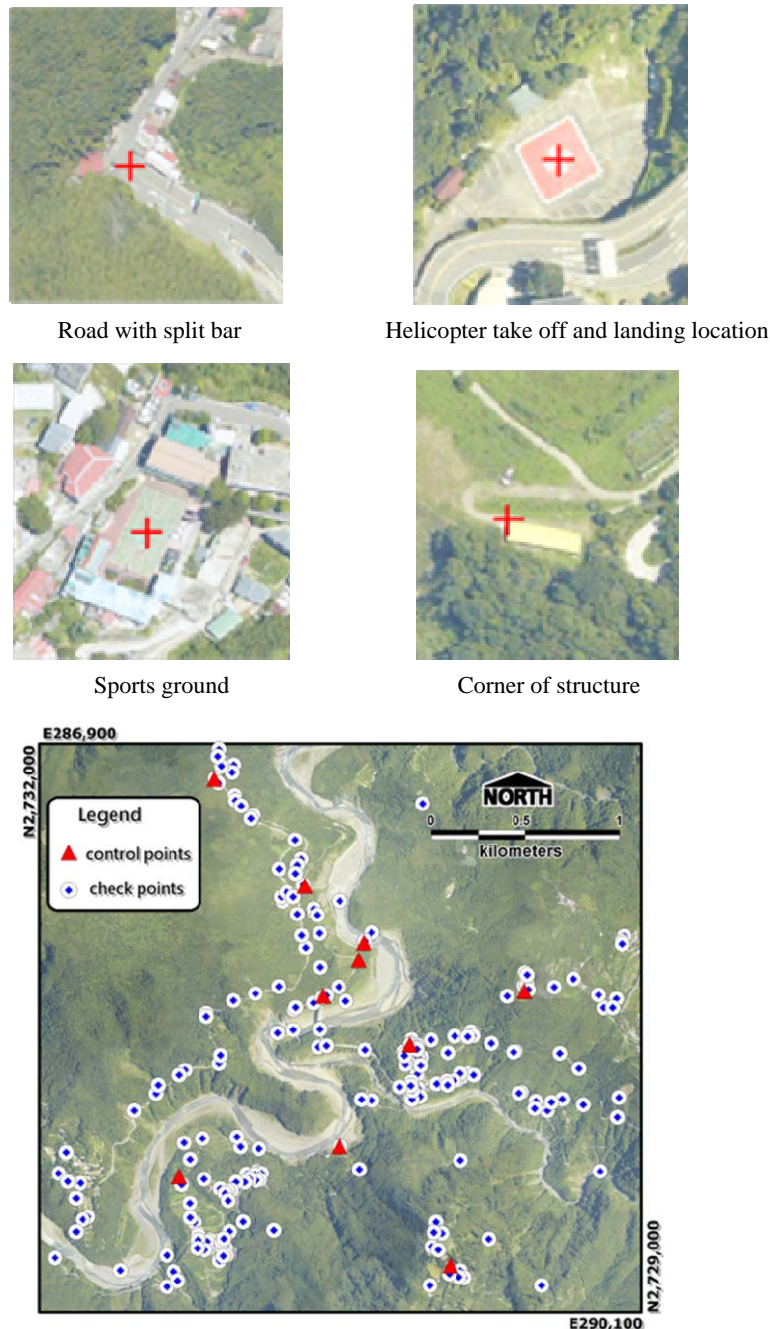 Road with split bar
Helicopter take off and landing location
Sports ground
Corner of structure
E286,900
N2,732,000
Legend
control points
check points
NORTH
0 0.5 1
kilometers
N2,729,000
E290,100